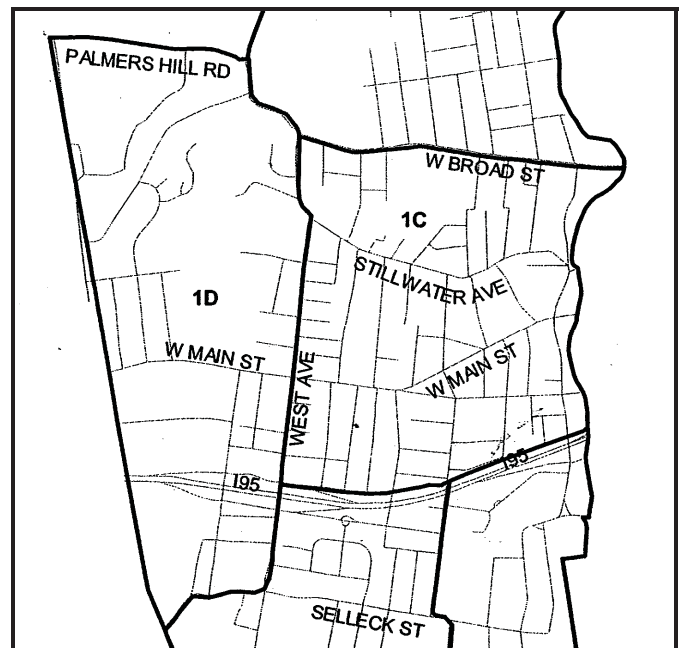 PALMERS HILL RD
W BROAD ST
1C
STILLWATER AVE
1D
W MAIN ST
W MAIN ST
WEST AVE
I95
I95
SELLECK ST